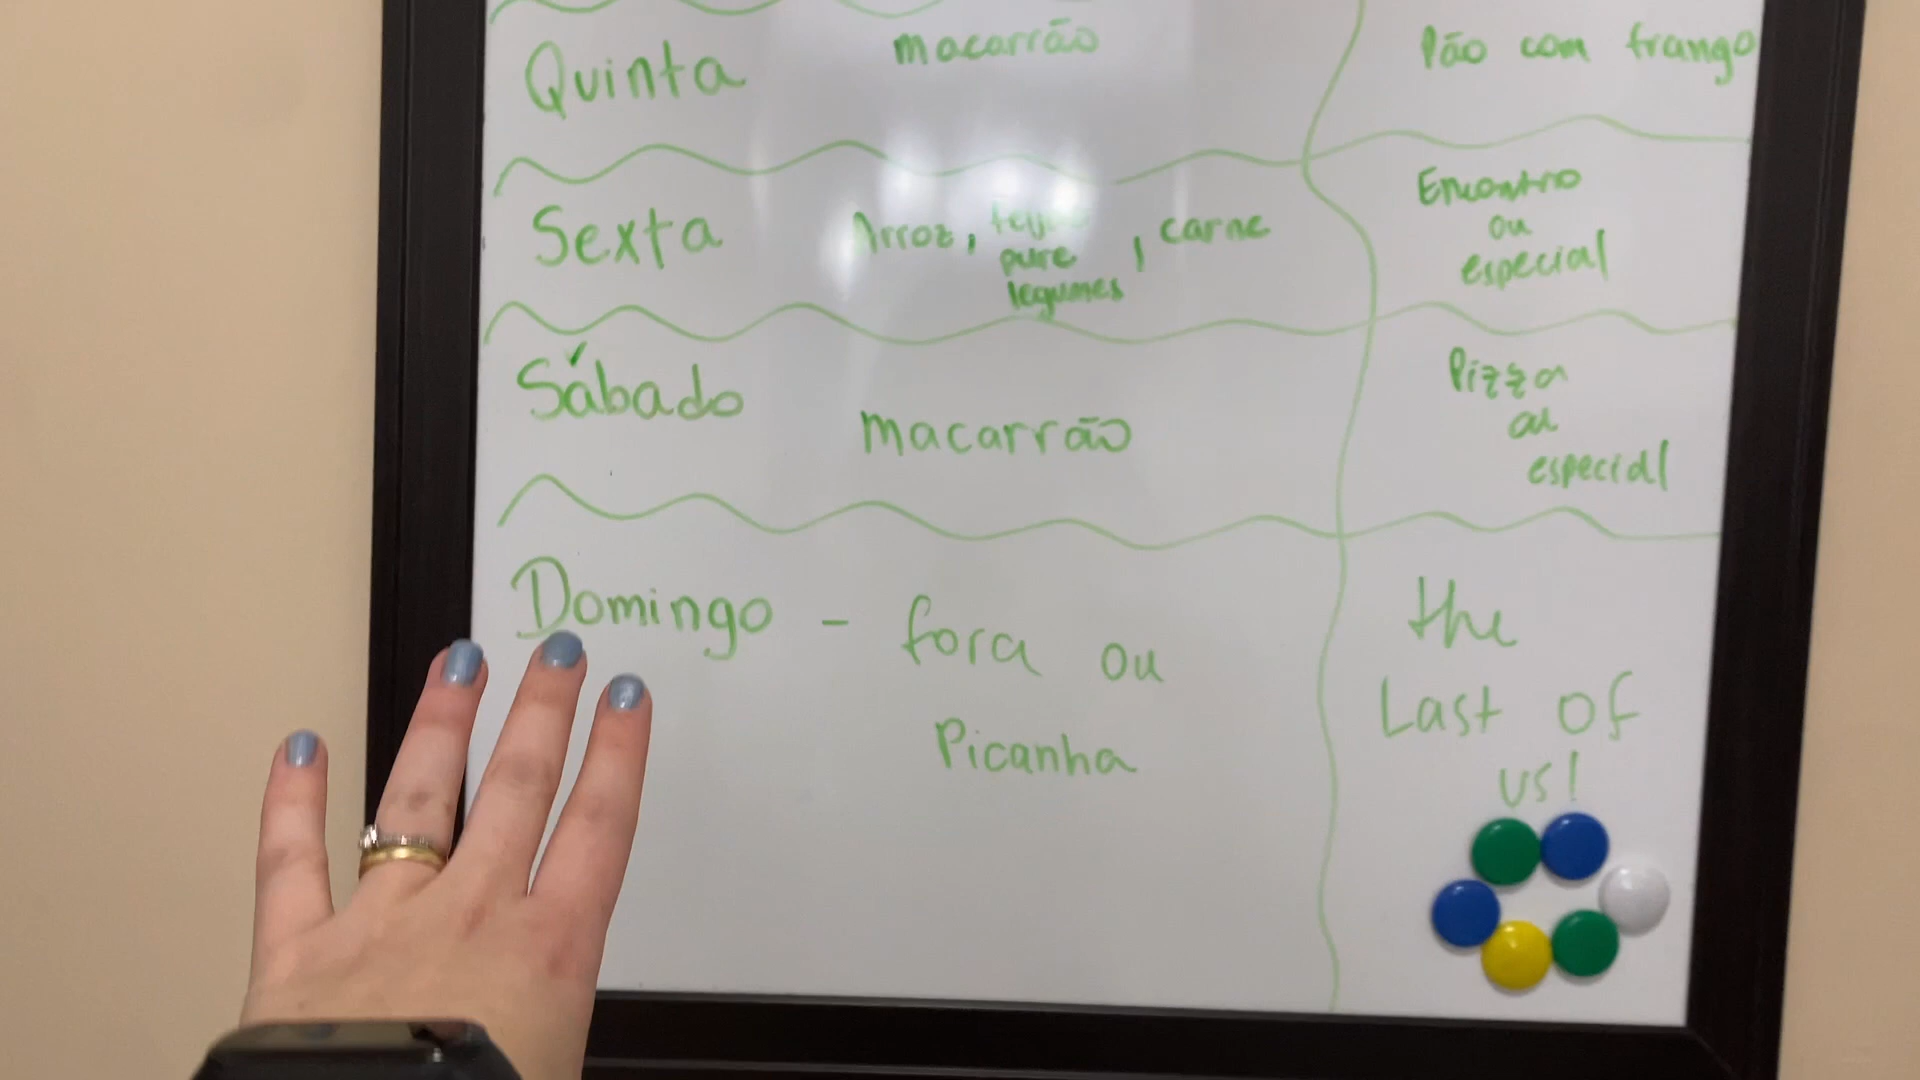 Quinta macarrão Pão com frango
Sexta Arroz, , carne
pure
legumes
Encontro
ou
especial
Sábado macarrão
Pizza
ou
especial
Domingo - fora ou
Picanha
the
Last of
us!